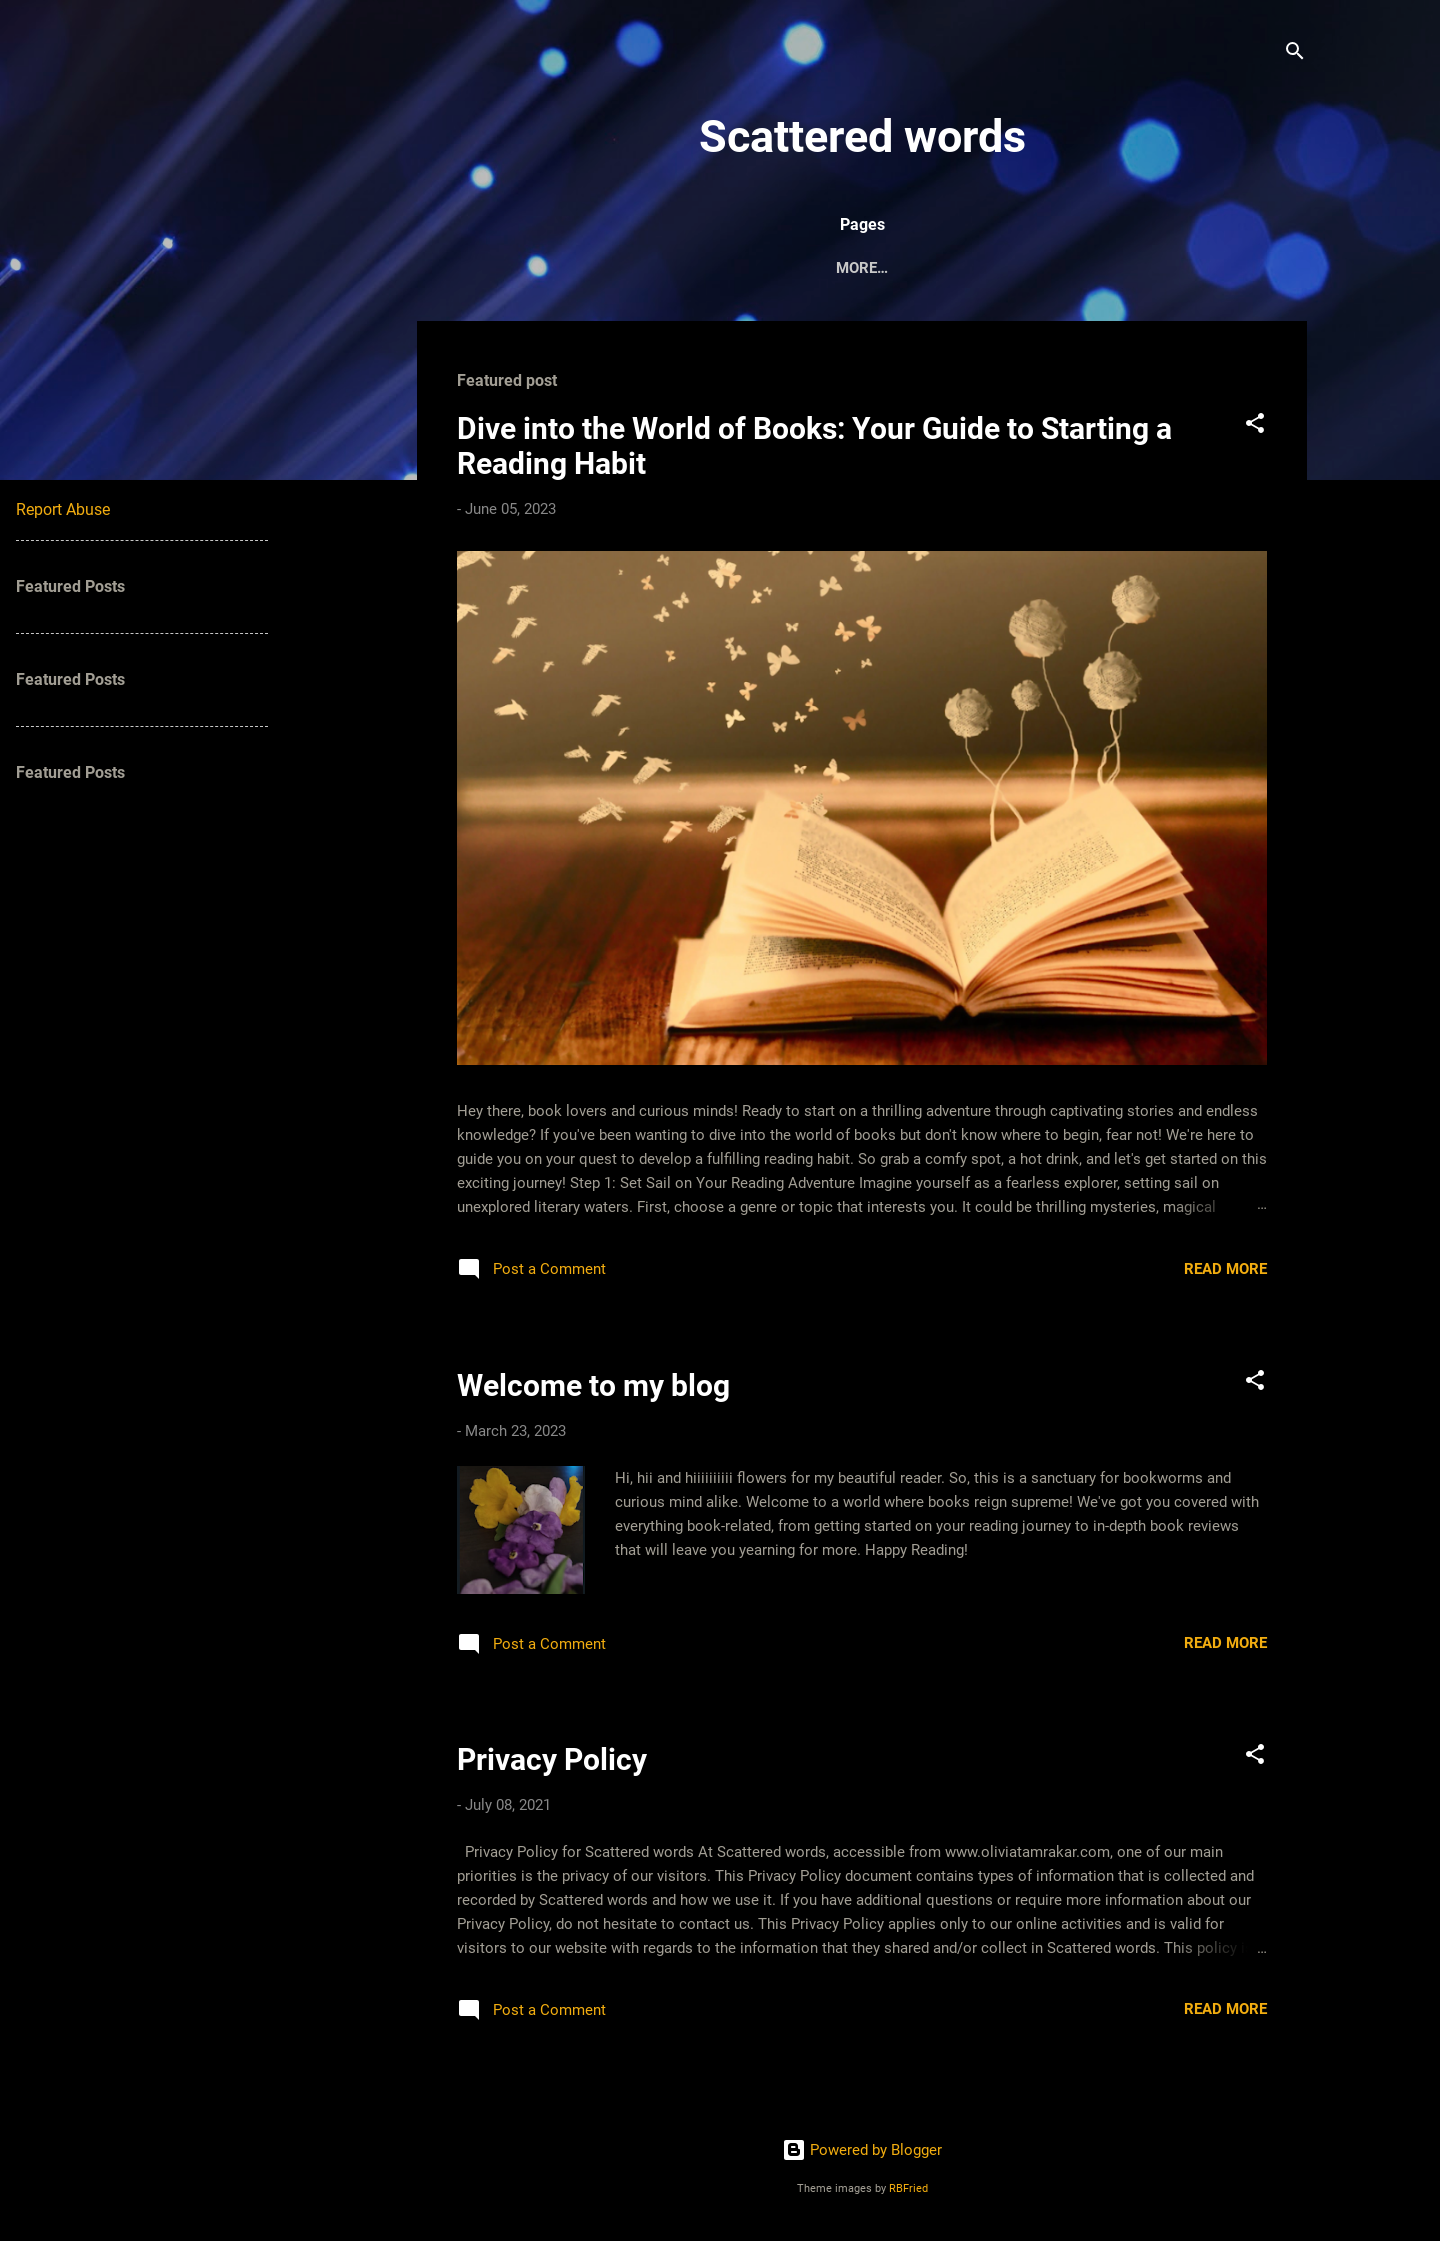 Scattered words
Pages
MORE…
Report Abuse
Featured Posts
Featured Posts
Featured Posts
Featured post
Dive into the World of Books: Your Guide to Starting a
Reading Habit
- June 05, 2023
Hey there, book lovers and curious minds! Ready to start on a thrilling adventure through captivating stories and endless
knowledge? If you've been wanting to dive into the world of books but don't know where to begin, fear not! We're here to
guide you on your quest to develop a fulfilling reading habit. So grab a comfy spot, a hot drink, and let's get started on this
exciting journey! Step 1: Set Sail on Your Reading Adventure Imagine yourself as a fearless explorer, setting sail on
unexplored literary waters. First, choose a genre or topic that interests you. It could be thrilling mysteries, magical …
Post a Comment
READ MORE
Welcome to my blog
- March 23, 2023
Hi, hii and hiiiiiiiiii flowers for my beautiful reader. So, this is a sanctuary for bookworms and
curious mind alike. Welcome to a world where books reign supreme! We've got you covered with
everything book-related, from getting started on your reading journey to in-depth book reviews
that will leave you yearning for more. Happy Reading!
Post a Comment
READ MORE
Privacy Policy
- July 08, 2021
Privacy Policy for Scattered words At Scattered words, accessible from www.oliviatamrakar.com, one of our main
priorities is the privacy of our visitors. This Privacy Policy document contains types of information that is collected and
recorded by Scattered words and how we use it. If you have additional questions or require more information about our
Privacy Policy, do not hesitate to contact us. This Privacy Policy applies only to our online activities and is valid for
visitors to our website with regards to the information that they shared and/or collect in Scattered words. This policy …
Post a Comment
READ MORE
Powered by Blogger
Theme images by RBFried